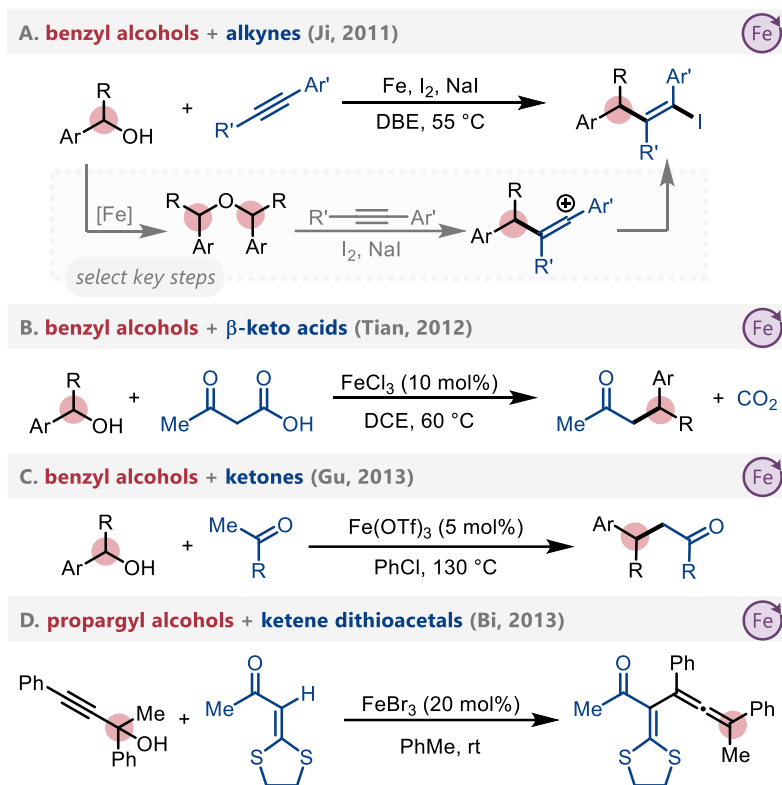 A. benzyl alcohols + alkynes (Ji, 2011)
Fe
R
Ar
OH
+
R'
Ar'
Fe, I₂, NaI
DBE, 55 °C
R
Ar'
Ar
I
R'
[Fe]
R
O
R
Ar
Ar
R'
Ar'
I₂, NaI
R
+
Ar'
Ar
R'
select key steps
B. benzyl alcohols + β-keto acids (Tian, 2012)
Fe
R
Ar
OH
+
O
O
Me
OH
FeCl₃ (10 mol%)
DCE, 60 °C
O
Ar
Me
R
+ CO₂
C. benzyl alcohols + ketones (Gu, 2013)
Fe
R
Ar
OH
+
Me
O
R
Fe(OTf)₃ (5 mol%)
PhCl, 130 °C
Ar
O
R
R
D. propargyl alcohols + ketene dithioacetals (Bi, 2013)
Fe
Ph
Me
OH
Ph
+
O
H
Me
S
S
FeBr₃ (20 mol%)
PhMe, rt
O
Ph
Ph
Me
Me
S
S